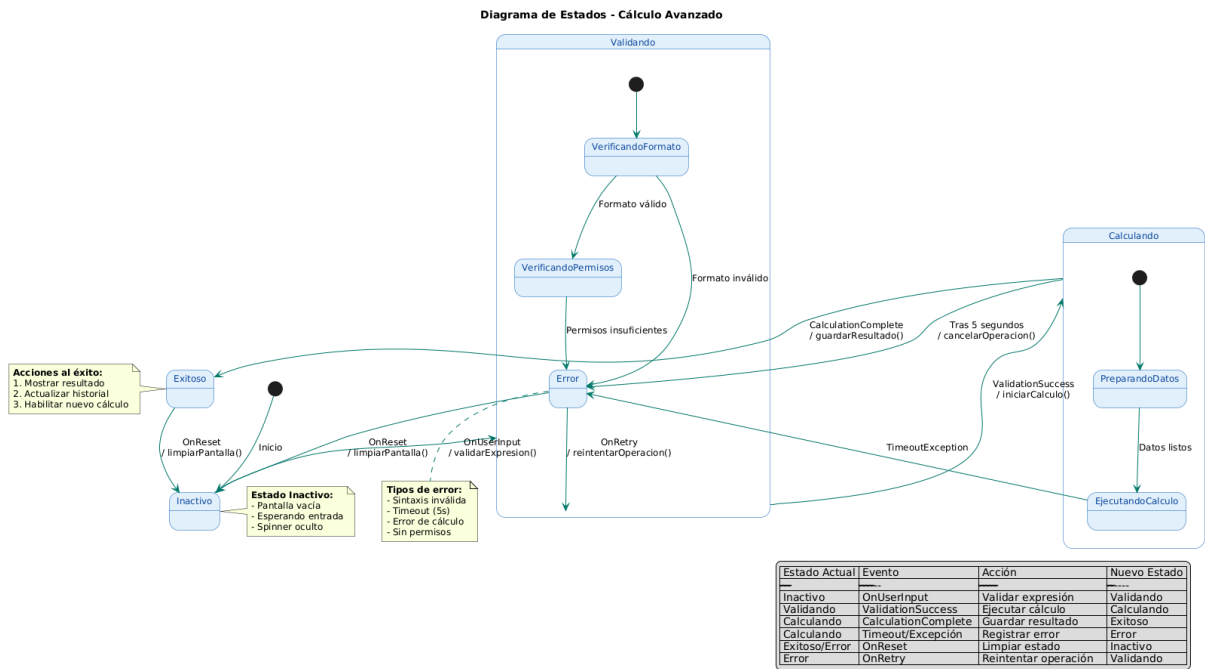 Diagrama de Estados - Cálculo Avanzado
Validando
VerificandoFormato
Formato válido
VerificandoPermisos
Formato inválido
Permisos insuficientes
Calculando
CalculationComplete
/ guardarResultado()
Tras 5 segundos
/ cancelarOperacion()
Acciones al éxito:
1. Mostrar resultado
2. Actualizar historial
3. Habilitar nuevo cálculo
Exitoso
Error
PreparandoDatos
ValidationSuccess
/ iniciarCalculo()
OnReset
/ limpiarPantalla()
Inicio
OnReset
/ limpiarPantalla()
OnUserInput
/ validarExpresion()
OnRetry
/ reintentarOperacion()
TimeoutException
Datos listos
Inactivo
Estado Inactivo:
- Pantalla vacía
- Esperando entrada
- Spinner oculto
Tipos de error:
- Sintaxis inválida
- Timeout (5s)
- Error de cálculo
- Sin permisos
EjecutandoCalculo
Estado Actual Evento Acción Nuevo Estado
Inactivo OnUserInput Validar expresión Validando
Validando ValidationSuccess Ejecutar cálculo Calculando
Calculando CalculationComplete Guardar resultado Exitoso
Calculando Timeout/Excepción Registrar error Error
Exitoso/Error OnReset Limpiar estado Inactivo
Error OnRetry Reintentar operación Validando